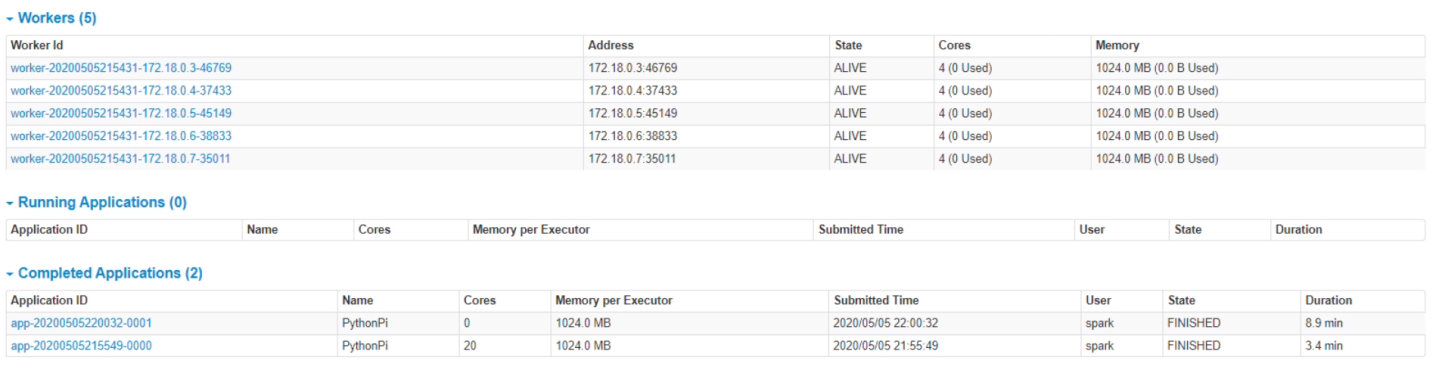 Workers (5)
Worker Id Address State Cores Memory
worker-20200505215431-172.18.0.3-46769 172.18.0.3:46769 ALIVE 4 (0 Used) 1024.0 MB (0.0 B Used)
worker-20200505215431-172.18.0.4-37433 172.18.0.4:37433 ALIVE 4 (0 Used) 1024.0 MB (0.0 B Used)
worker-20200505215431-172.18.0.5-45149 172.18.0.5:45149 ALIVE 4 (0 Used) 1024.0 MB (0.0 B Used)
worker-20200505215431-172.18.0.6-38833 172.18.0.6:38833 ALIVE 4 (0 Used) 1024.0 MB (0.0 B Used)
worker-20200505215431-172.18.0.7-35011 172.18.0.7:35011 ALIVE 4 (0 Used) 1024.0 MB (0.0 B Used)
Running Applications (0)
Application ID Name Cores Memory per Executor Submitted Time User State Duration
Completed Applications (2)
Application ID Name Cores Memory per Executor Submitted Time User State Duration
app-20200505220032-0001 PythonPi 0 1024.0 MB 2020/05/05 22:00:32 spark FINISHED 8.9 min
app-20200505215549-0000 PythonPi 20 1024.0 MB 2020/05/05 21:55:49 spark FINISHED 3.4 min